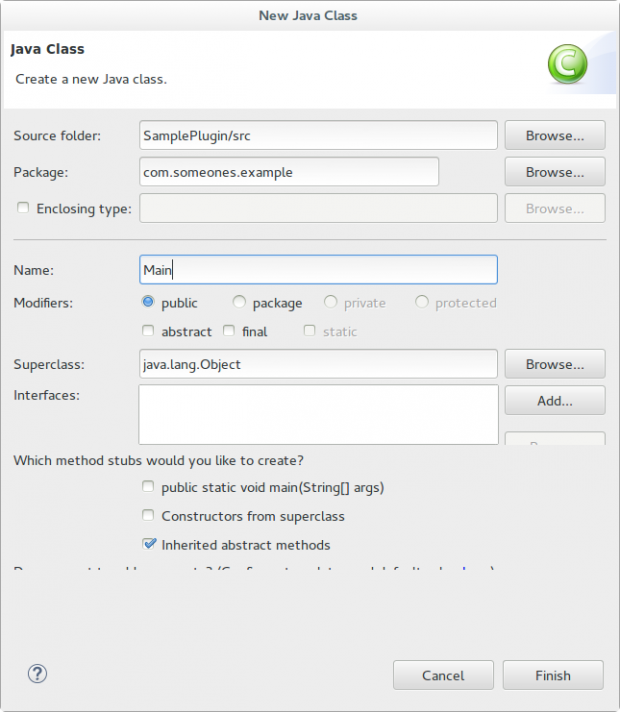 New Java Class
Java Class
Create a new Java class.
Source folder: SamplePlugin/src Browse...
Package: com.someones.example Browse...
Enclosing type: Browse...
Name: Main
Modifiers: public package private protected
abstract final static
Superclass: java.lang.Object Browse...
Interfaces: Add...
Which method stubs would you like to create?
public static void main(String[] args)
Constructors from superclass
Inherited abstract methods
? Cancel Finish